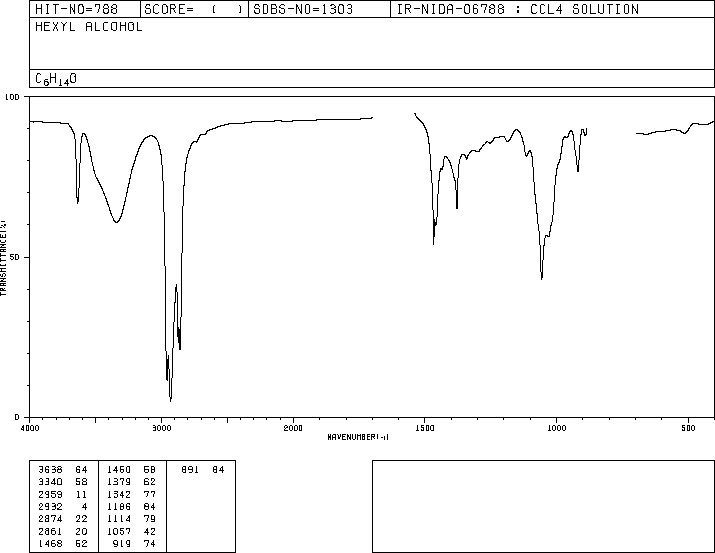 HIT-NO=788 SCORE= ( ) SDBS-NO=1303 IR-NIDA-06788 : CCL4 SOLUTION
HEXYL ALCOHOL
C6H14O
100
50
0
TRANSMITTANCE(%)
4000 3000 2000 1500 1000 500
WAVENUMBER(-1)
3638 64 1460 58 891 84
3340 58 1379 62
2959 11 1342 77
2932 4 1186 84
2874 22 1114 79
2861 20 1057 42
1468 62 919 74